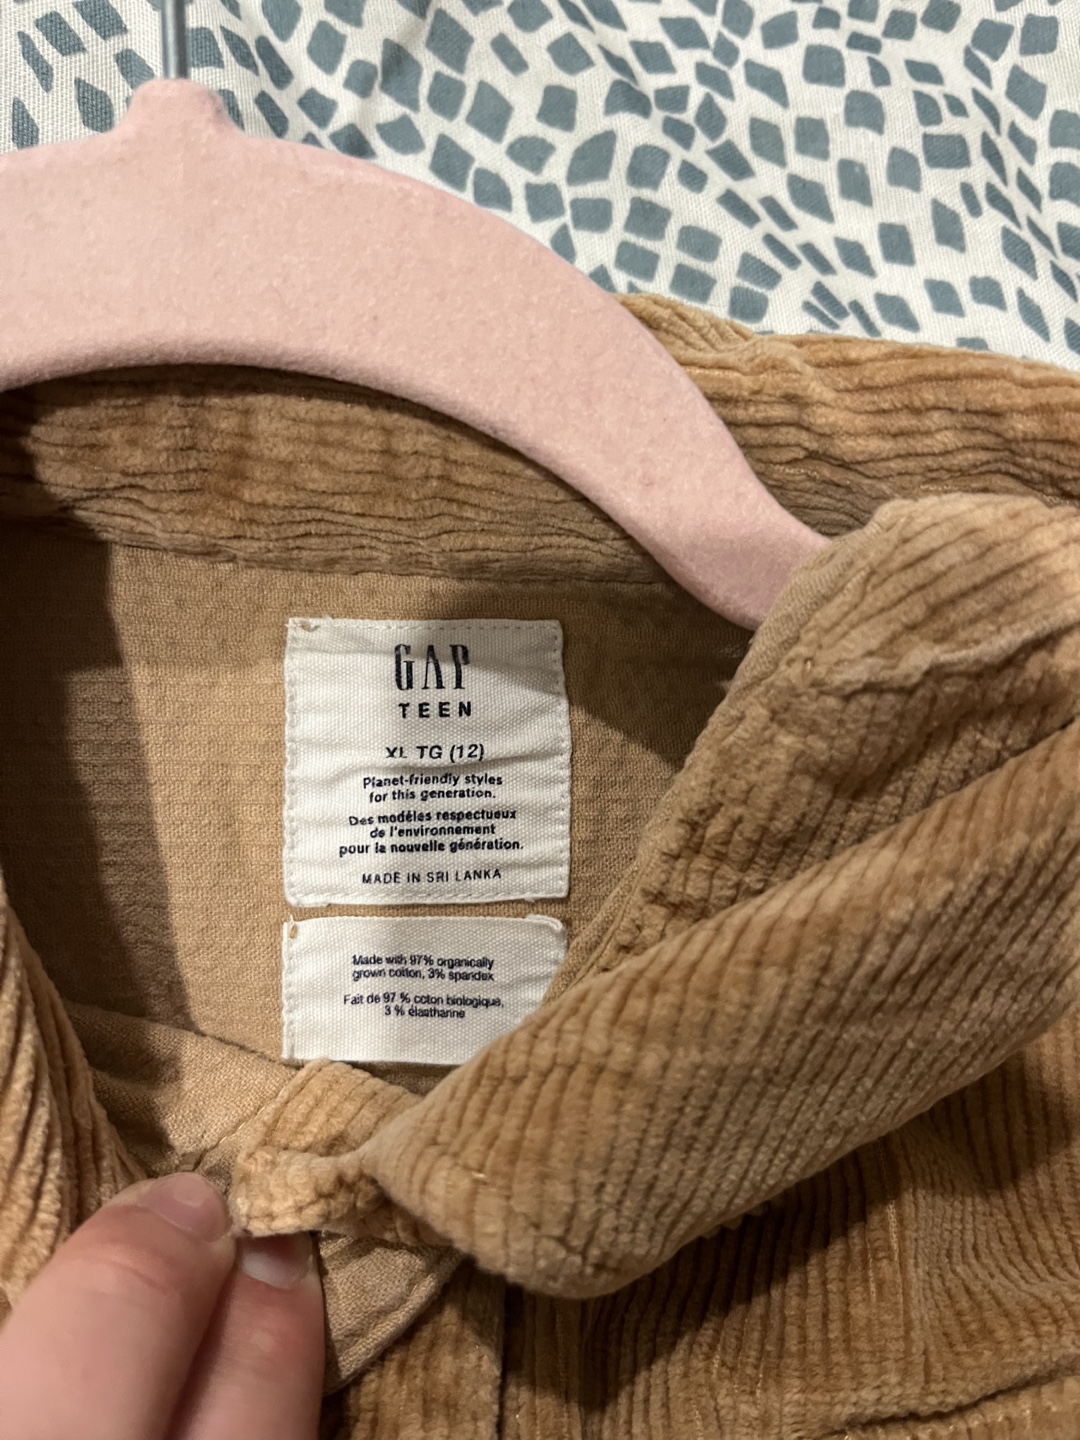 GAP
TEEN
XL TG (12)
Planet-friendly styles
for this generation.
Des modèles respectueux
de l'environnement
pour la nouvelle génération.
MADE IN SRI LANKA
Made with 97% organically
grown cotton, 3% spandex
Fait de 97 % coton biologique,
3 % élasthanne